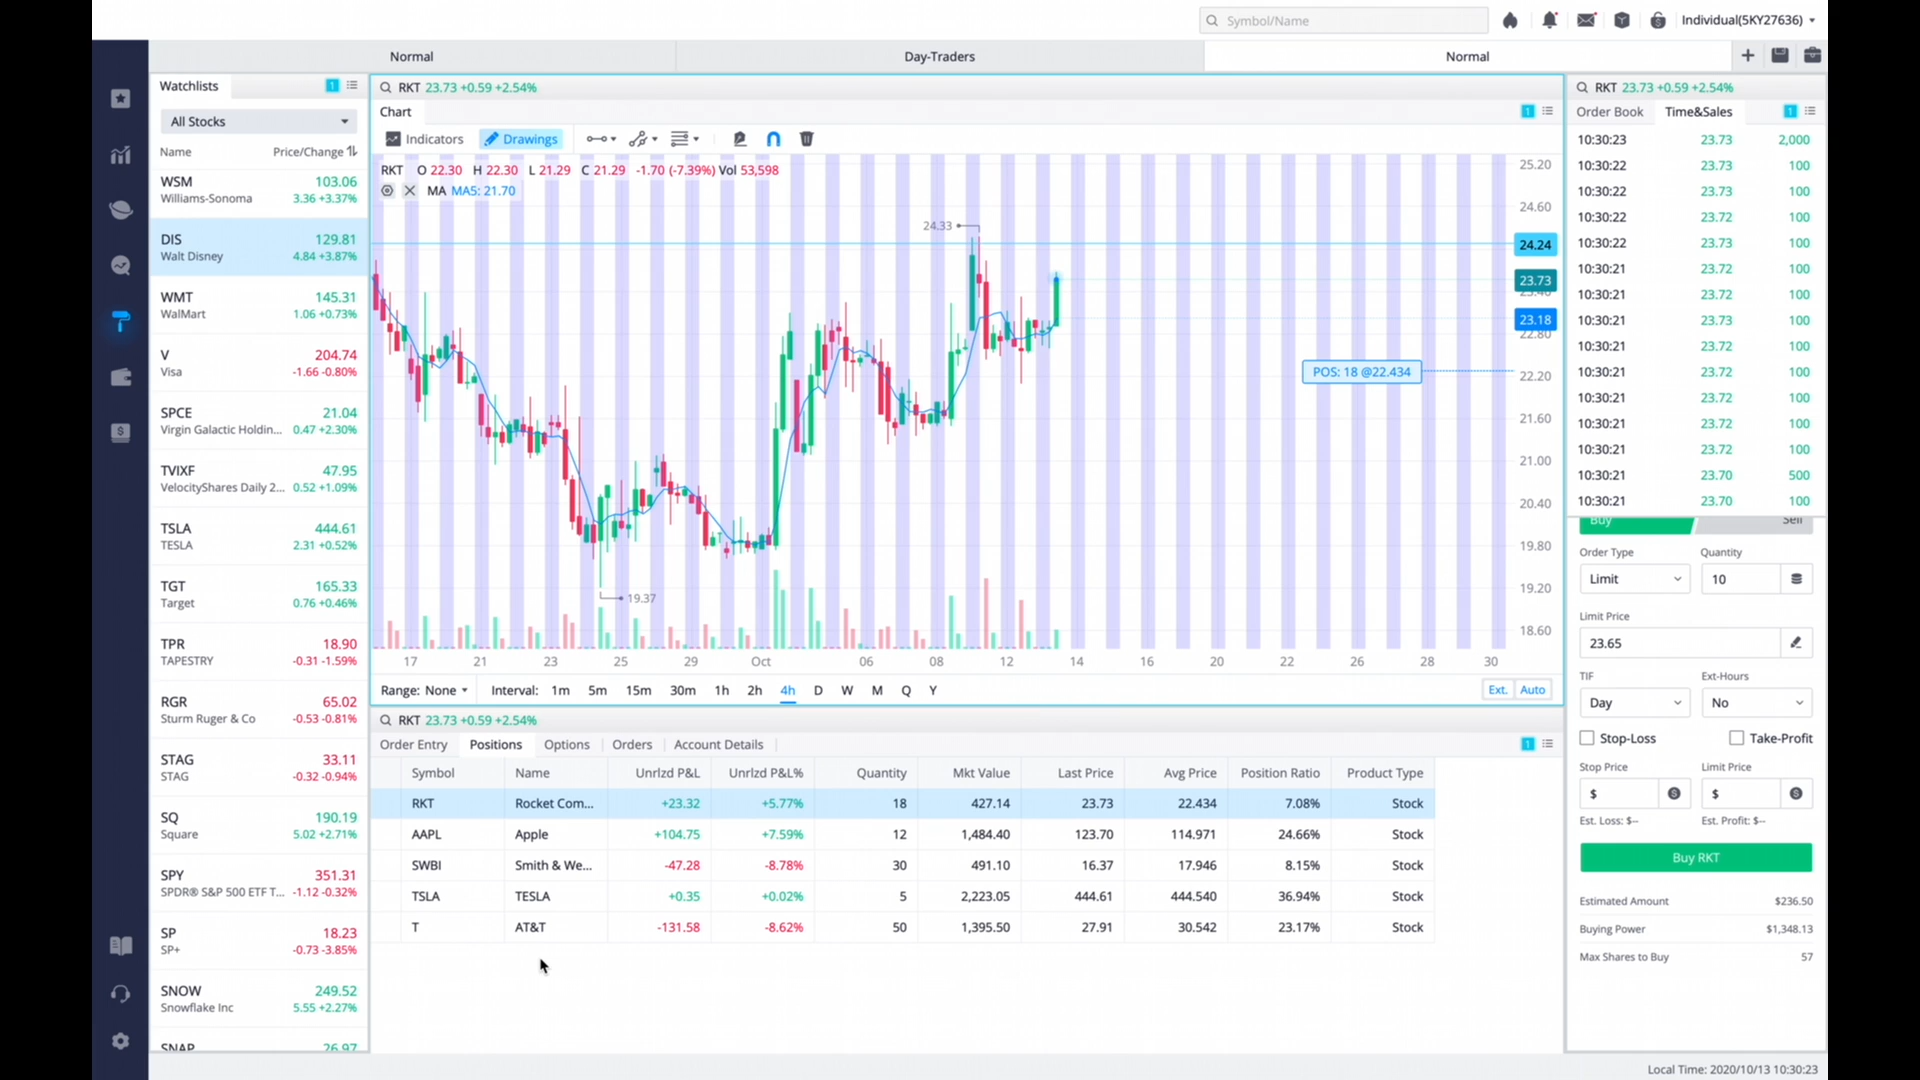 Symbol/Name
Individual(5KY27636)
Normal
Day-Traders
Normal
Watchlists
1
All Stocks
Name Price/Change
WSM 103.06
Williams-Sonoma 3.36 +3.37%
DIS 129.81
Walt Disney 4.84 +3.87%
WMT 145.31
WalMart 1.06 +0.73%
V 204.74
Visa -1.66 -0.80%
SPCE 21.04
Virgin Galactic Holdin... 0.47 +2.30%
TVIXF 47.95
VelocityShares Daily 2... 0.52 +1.09%
TSLA 444.61
TESLA 2.31 +0.52%
TGT 165.33
Target 0.76 +0.46%
TPR 18.90
TAPESTRY -0.31 -1.59%
RGR 65.02
Sturm Ruger & Co -0.53 -0.81%
STAG 33.11
STAG -0.32 -0.94%
SQ 190.19
Square 5.02 +2.71%
SPY 351.31
SPDR® S&P 500 ETF T... -1.12 -0.32%
SP 18.23
SP+ -0.73 -3.85%
SNOW 249.52
Snowflake Inc 5.55 +2.27%
SNAP 26.97
RKT 23.73 +0.59 +2.54%
Chart
1
Indicators Drawings
RKT O 22.30 H 22.30 L 21.29 C 21.29 -1.70 (-7.39%) Vol 53,598
MA MA5: 21.70
24.33
19.37
POS: 18 @22.434
25.20
24.60
24.24
23.73
23.40
23.18
22.80
22.20
21.60
21.00
20.40
19.80
19.20
18.60
17 21 23 25 29 Oct 06 08 12 14 16 20 22 26 28 30
Range: None Interval: 1m 5m 15m 30m 1h 2h 4h D W M Q Y Ext. Auto
RKT 23.73 +0.59 +2.54%
Order Entry Positions Options Orders Account Details 1
Symbol Name Unrlzd P&L Unrlzd P&L% Quantity Mkt Value Last Price Avg Price Position Ratio Product Type
RKT Rocket Com... +23.32 +5.77% 18 427.14 23.73 22.434 7.08% Stock
AAPL Apple +104.75 +7.59% 12 1,484.40 123.70 114.971 24.66% Stock
SWBI Smith & We... -47.28 -8.78% 30 491.10 16.37 17.946 8.15% Stock
TSLA TESLA +0.35 +0.02% 5 2,223.05 444.61 444.540 36.94% Stock
T AT&T -131.58 -8.62% 50 1,395.50 27.91 30.542 23.17% Stock
RKT 23.73 +0.59 +2.54%
Order Book Time&Sales 1
10:30:23 23.73 2,000
10:30:22 23.73 100
10:30:22 23.73 100
10:30:22 23.72 100
10:30:22 23.73 100
10:30:21 23.72 100
10:30:21 23.72 100
10:30:21 23.73 100
10:30:21 23.72 100
10:30:21 23.72 100
10:30:21 23.72 100
10:30:21 23.72 100
10:30:21 23.72 100
10:30:21 23.70 500
10:30:21 23.70 100
Buy Sell
Order Type Quantity
Limit 10
Limit Price
23.65
TIF Ext-Hours
Day No
Stop-Loss Take-Profit
Stop Price Limit Price
$ $
Est. Loss: $-- Est. Profit: $--
Buy RKT
Estimated Amount $236.50
Buying Power $1,348.13
Max Shares to Buy 57
Local Time: 2020/10/13 10:30:23